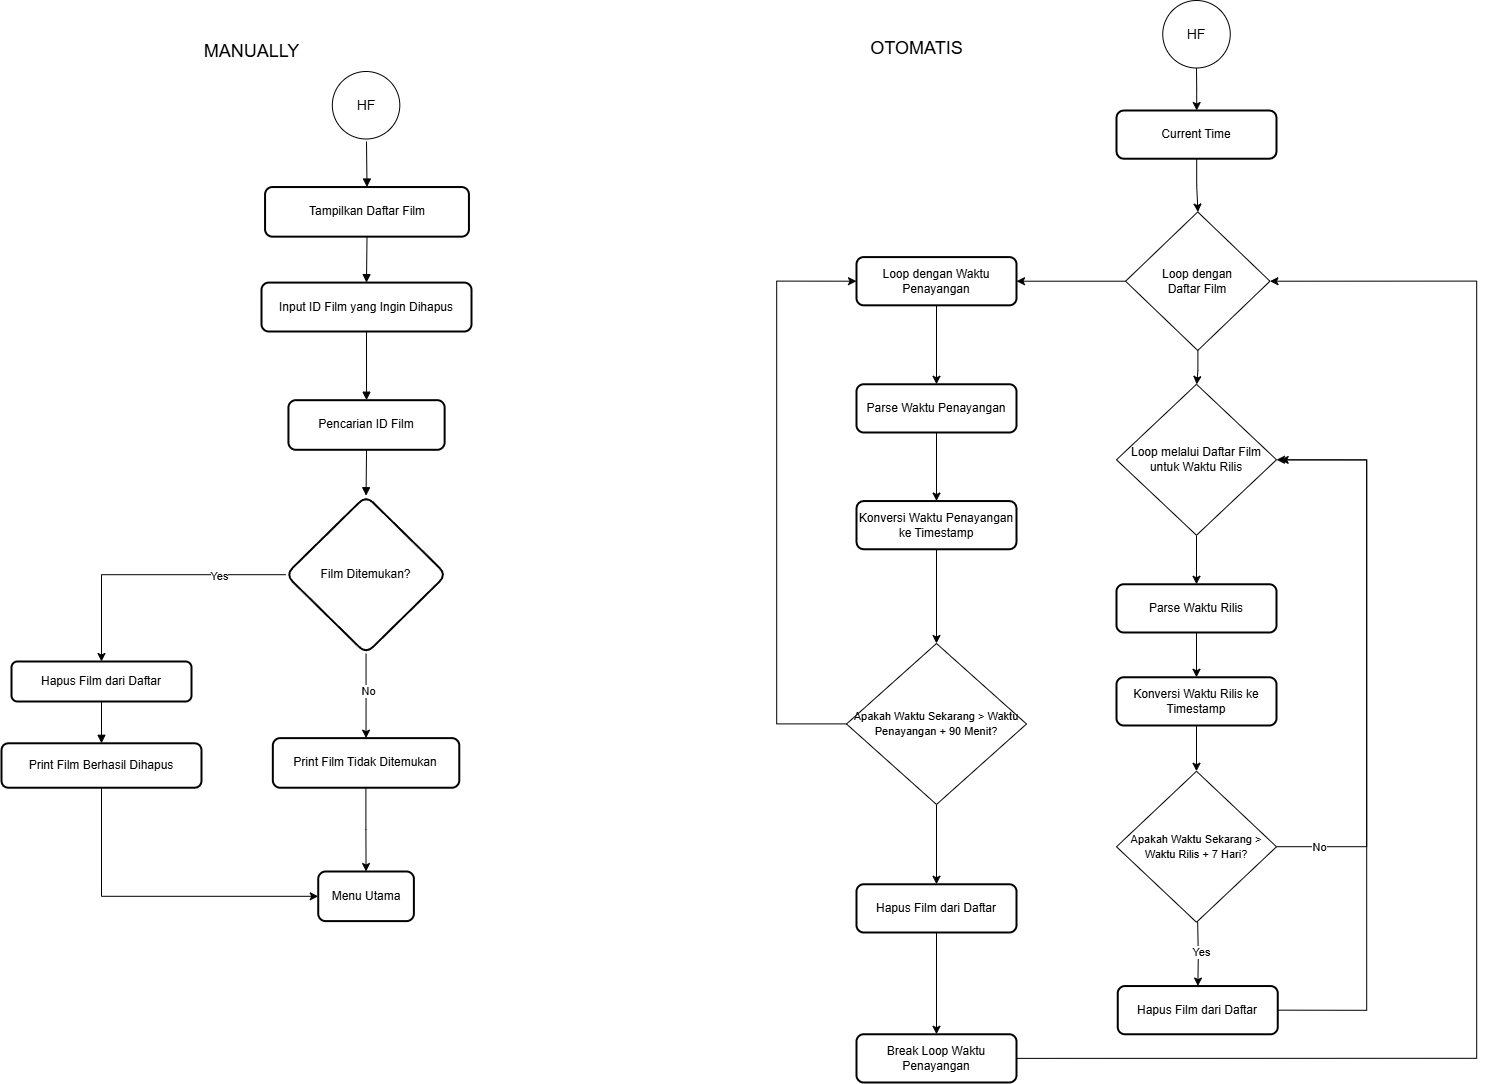 MANUALLY
HF
Tampilkan Daftar Film
Input ID Film yang Ingin Dihapus
Pencarian ID Film
Film Ditemukan?
Yes
No
Hapus Film dari Daftar
Print Film Berhasil Dihapus
Print Film Tidak Ditemukan
Menu Utama
OTOMATIS
HF
Current Time
Loop dengan
Daftar Film
Loop dengan Waktu
Penayangan
Parse Waktu Penayangan
Konversi Waktu Penayangan
ke Timestamp
Apakah Waktu Sekarang > Waktu
Penayangan + 90 Menit?
Hapus Film dari Daftar
Break Loop Waktu
Penayangan
Loop melalui Daftar Film
untuk Waktu Rilis
Parse Waktu Rilis
Konversi Waktu Rilis ke
Timestamp
Apakah Waktu Sekarang >
Waktu Rilis + 7 Hari?
No
Yes
Hapus Film dari Daftar